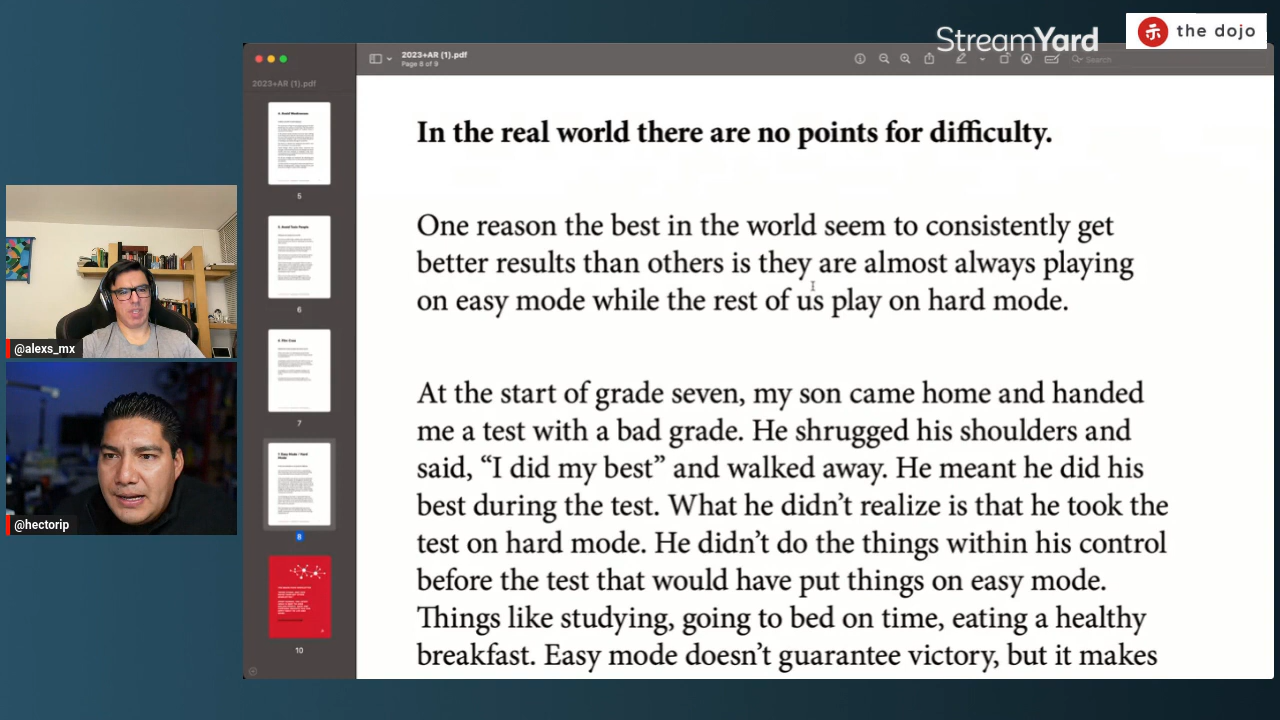 StreamYard
the dojo
2023+AR (1).pdf
Page 8 of 9
Search
2023+AR (1).pdf
5
6
7
8
10
@alexs_mx
@hectorip
In the real world there are no points for difficulty.
One reason the best in the world seem to consistently get
better results than others is they are almost always playing
on easy mode while the rest of us play on hard mode.
At the start of grade seven, my son came home and handed
me a test with a bad grade. He shrugged his shoulders and
said, “I did my best” and walked away. He meant he did his
best during the test. What he didn’t realize is that he took the
test on hard mode. He didn’t do the things within his control
before the test that would have put things on easy mode.
Things like studying, going to bed on time, eating a healthy
breakfast. Easy mode doesn’t guarantee victory, but it makes